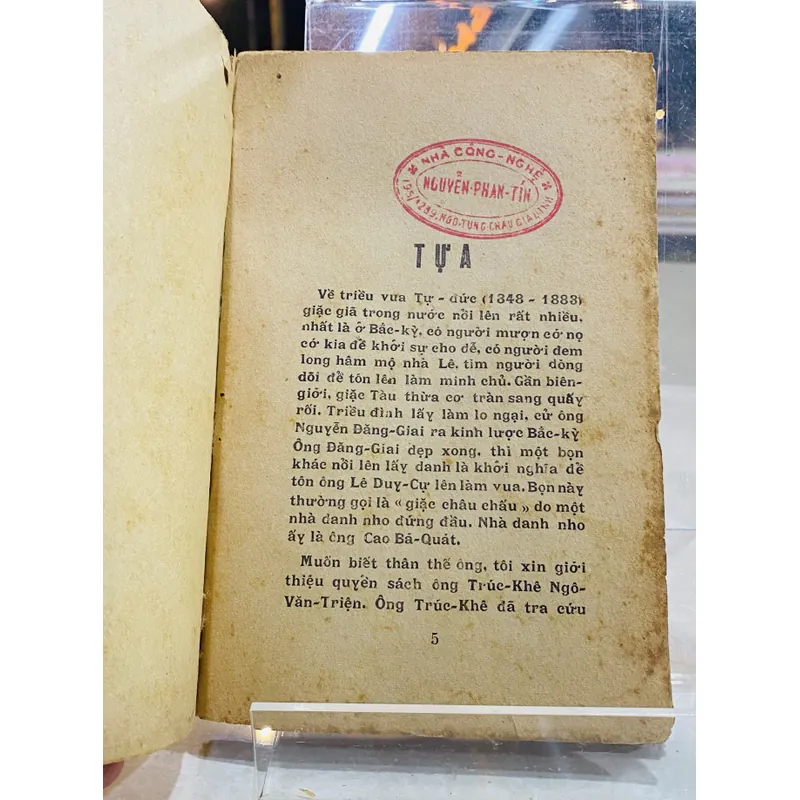 NHÀ CÔNG-NGHỆ
NGUYỄN-PHAN-TÍN
195/1239, NGÔ-TÙNG CHÂU GIA ĐỊNH
TỰA
Về triều vua Tự-đức (1848 - 1883)
giặc giã trong nước nổi lên rất nhiều,
nhất là ở Bắc-kỳ, có người mượn cớ nọ
cớ kia để khởi sự cho dễ, có người đem
long hâm mộ nhà Lê, tìm người dòng
dõi để tôn lên làm minh chủ. Gần biên-
giới, giặc Tàu thừa cơ tràn sang quấy
rối. Triều đình lấy làm lo ngại, cử ông
Nguyễn Đăng-Giai ra kinh lược Bắc-kỳ
Ông Đăng-Giai dẹp xong, thì một bọn
khác nổi lên lấy danh là khởi nghĩa để
tôn ông Lê Duy-Cự lên làm vua. Bọn này
thường gọi là « giặc châu chấu » do một
nhà danh nho đứng đầu. Nhà danh nho
ấy là ông Cao Bá-Quát.
Muốn biết thân thế ông, tôi xin giới
thiệu quyển sách ông Trúc-Khê Ngô-
Văn-Triện. Ông Trúc-Khê đã tra cứu
5